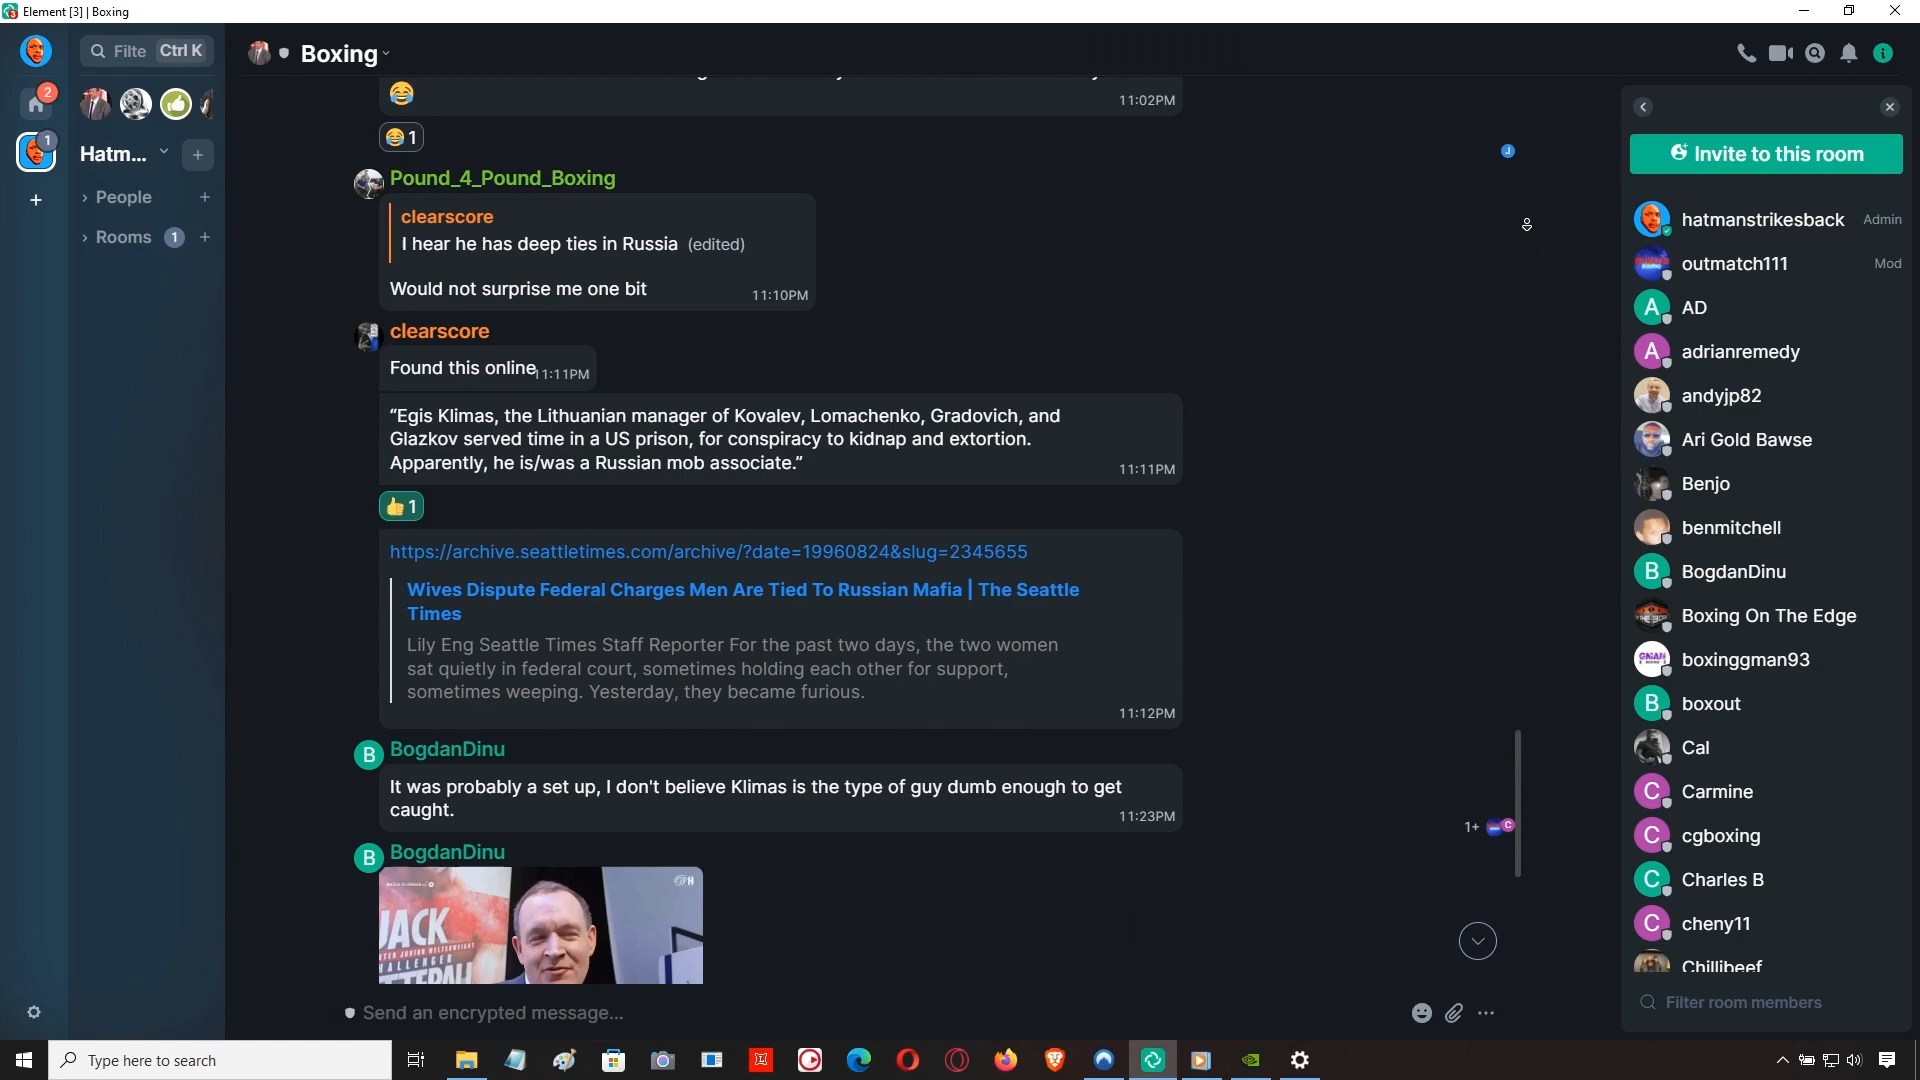 Element [3] | Boxing
Filte Ctrl K
Boxing
2
1
Hatm...
People
Rooms 1
11:02PM
1
Pound_4_Pound_Boxing
clearscore
I hear he has deep ties in Russia (edited)
Would not surprise me one bit
11:10PM
clearscore
Found this online
11:11PM
“Egis Klimas, the Lithuanian manager of Kovalev, Lomachenko, Gradovich, and
Glazkov served time in a US prison, for conspiracy to kidnap and extortion.
Apparently, he is/was a Russian mob associate.”
11:11PM
1
https://archive.seattletimes.com/archive/?date=19960824&slug=2345655
Wives Dispute Federal Charges Men Are Tied To Russian Mafia | The Seattle
Times
Lily Eng Seattle Times Staff Reporter For the past two days, the two women
sat quietly in federal court, sometimes holding each other for support,
sometimes weeping. Yesterday, they became furious.
11:12PM
B BogdanDinu
It was probably a set up, I don't believe Klimas is the type of guy dumb enough to get
caught.
11:23PM
1+ C
B BogdanDinu
JACK
Send an encrypted message...
J
Invite to this room
hatmanstrikesback Admin
outmatch111 Mod
A AD
A adrianremedy
andyjp82
Ari Gold Bawse
Benjo
benmitchell
B BogdanDinu
Boxing On The Edge
GMAN boxinggman93
B boxout
Cal
C Carmine
C cgboxing
C Charles B
C cheny11
Chillibeef
Filter room members
Type here to search